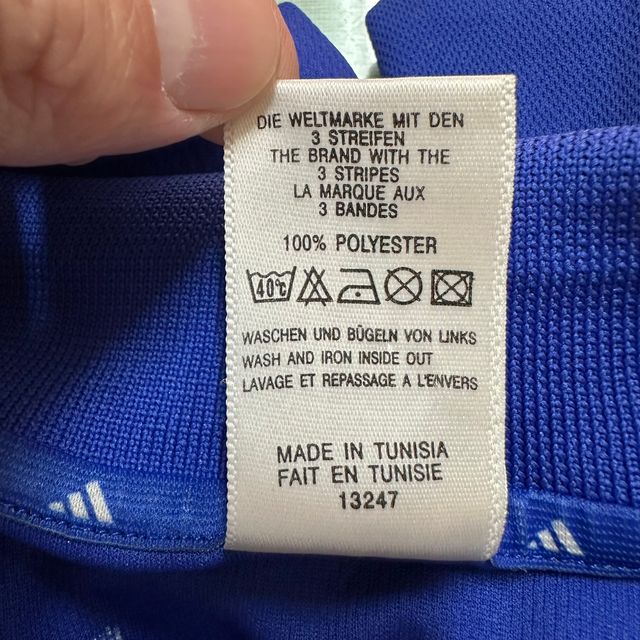 DIE WELTMARKE MIT DEN
3 STREIFEN
THE BRAND WITH THE
3 STRIPES
LA MARQUE AUX
3 BANDES
100% POLYESTER
40°C
WASCHEN UND BÜGELN VON LINKS
WASH AND IRON INSIDE OUT
LAVAGE ET REPASSAGE A L'ENVERS
MADE IN TUNISIA
FAIT EN TUNISIE
13247